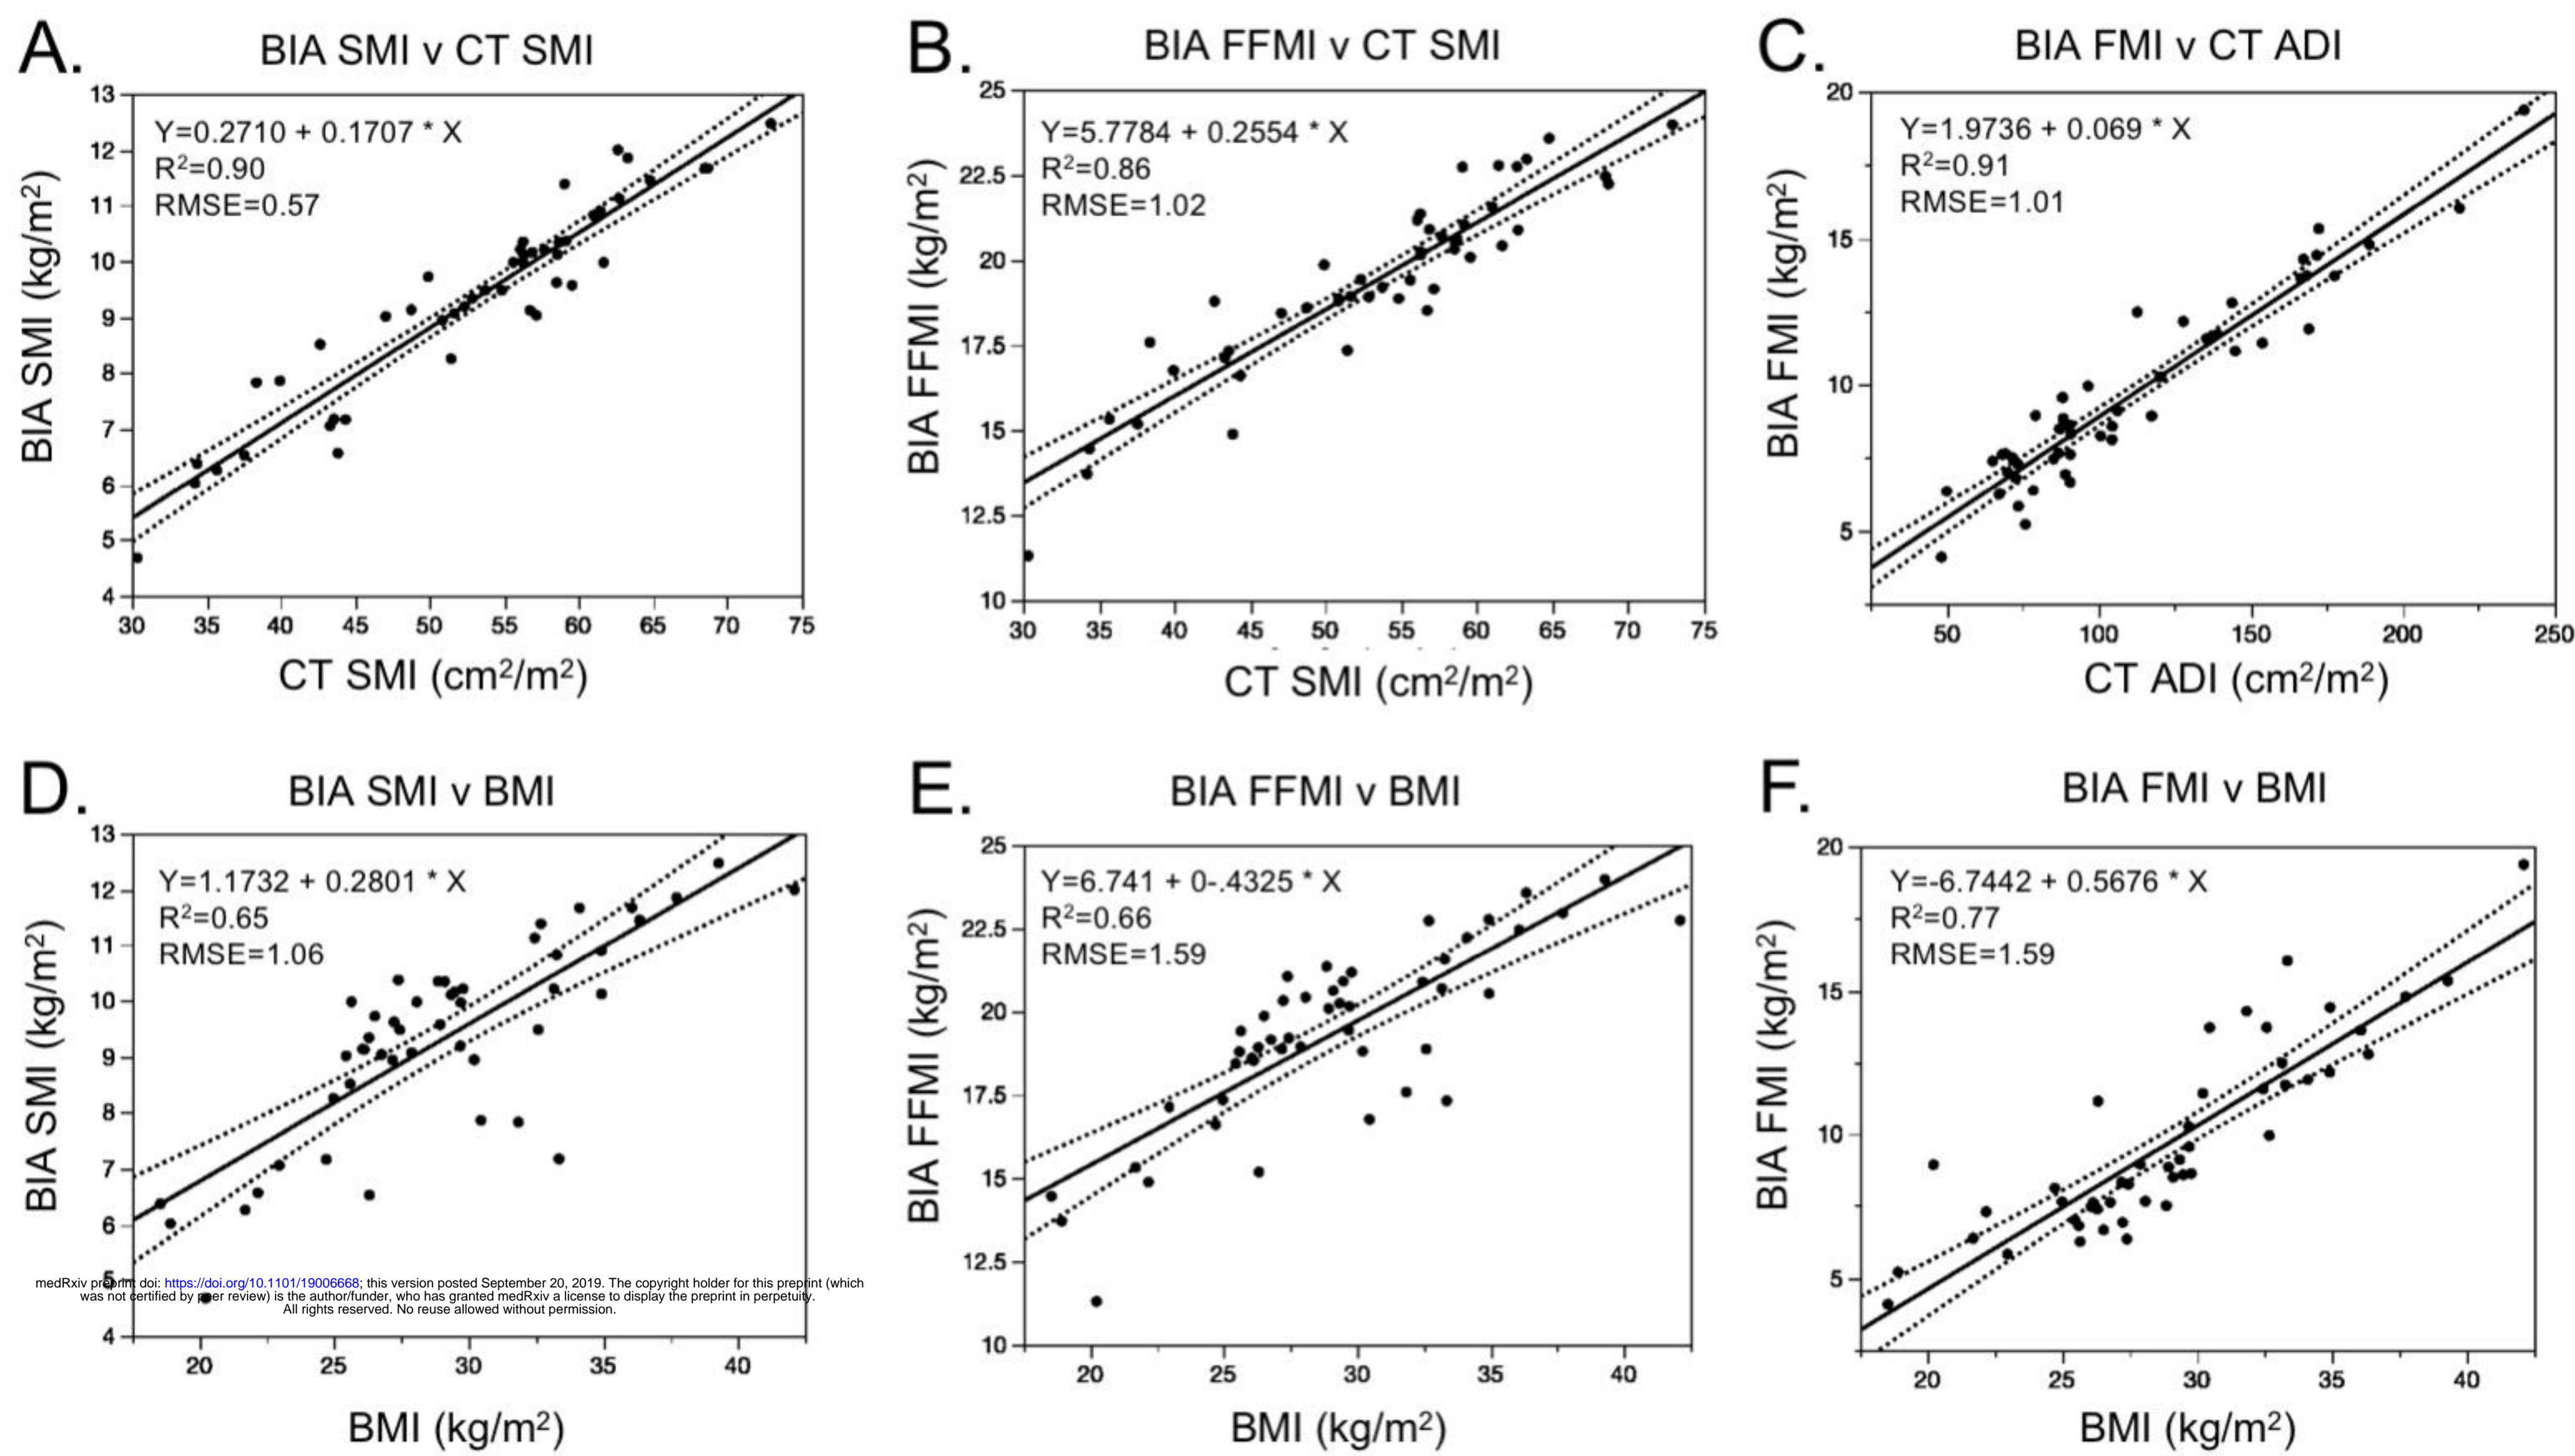 A.
BIA SMI v CT SMI
Y=0.2710 + 0.1707 * X
R²=0.90
RMSE=0.57
BIA SMI (kg/m²)
13
12
11
10
9
8
7
6
5
4
30 35 40 45 50 55 60 65 70 75
CT SMI (cm²/m²)
B.
BIA FFMI v CT SMI
Y=5.7784 + 0.2554 * X
R²=0.86
RMSE=1.02
BIA FFMI (kg/m²)
25
22.5
20
17.5
15
12.5
10
30 35 40 45 50 55 60 65 70 75
CT SMI (cm²/m²)
C.
BIA FMI v CT ADI
Y=1.9736 + 0.069 * X
R²=0.91
RMSE=1.01
BIA FMI (kg/m²)
20
15
10
5
50 100 150 200 250
CT ADI (cm²/m²)
D.
BIA SMI v BMI
Y=1.1732 + 0.2801 * X
R²=0.65
RMSE=1.06
BIA SMI (kg/m²)
13
12
11
10
9
8
7
6
5
4
medRxiv preprint doi: https://doi.org/10.1101/19006668; this version posted September 20, 2019. The copyright holder for this preprint (which
was not certified by peer review) is the author/funder, who has granted medRxiv a license to display the preprint in perpetuity.
All rights reserved. No reuse allowed without permission.
20 25 30 35 40
BMI (kg/m²)
E.
BIA FFMI v BMI
Y=6.741 + 0-.4325 * X
R²=0.66
RMSE=1.59
BIA FFMI (kg/m²)
25
22.5
20
17.5
15
12.5
10
20 25 30 35 40
BMI (kg/m²)
F.
BIA FMI v BMI
Y=-6.7442 + 0.5676 * X
R²=0.77
RMSE=1.59
BIA FMI (kg/m²)
20
15
10
5
20 25 30 35 40
BMI (kg/m²)